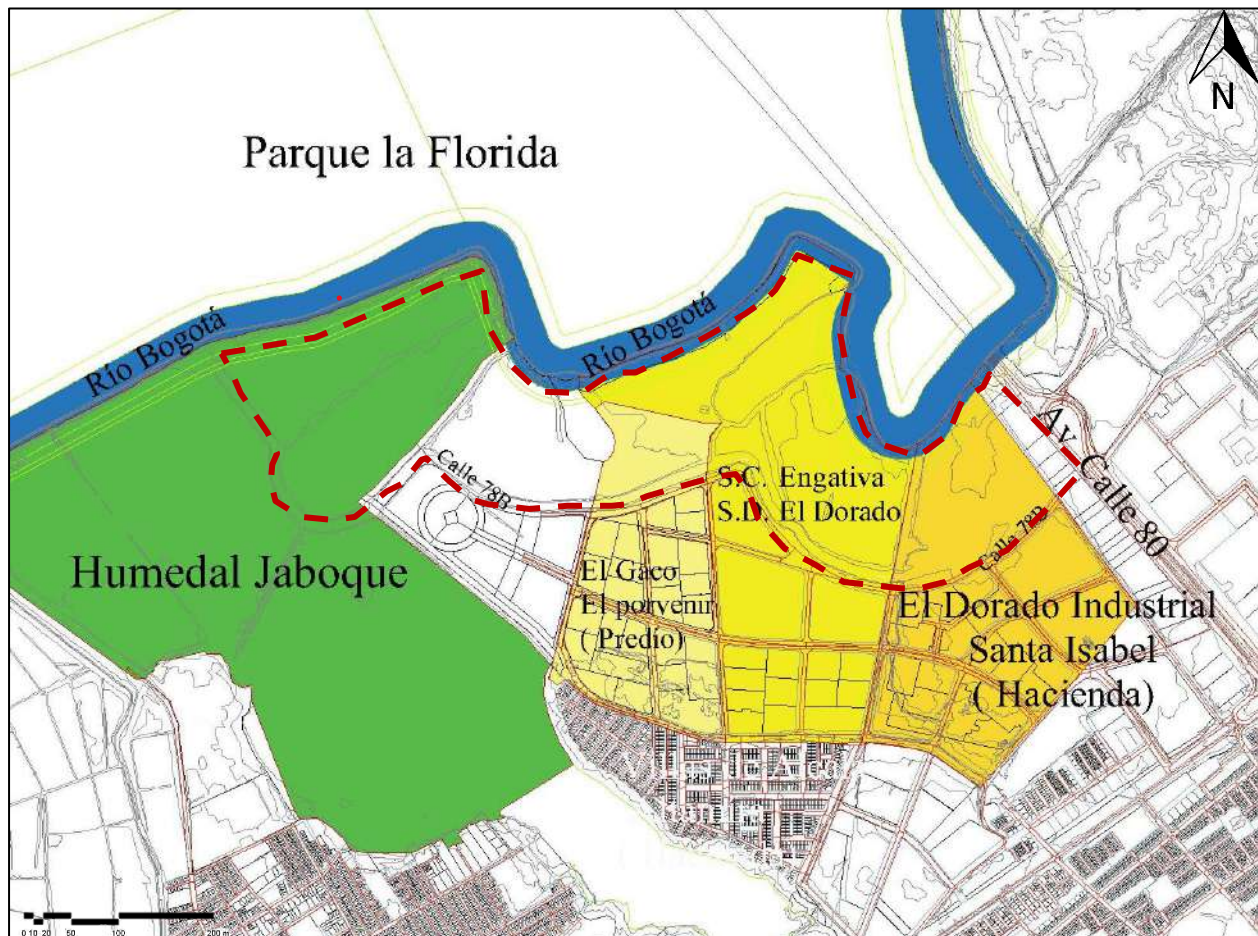 N
Parque la Florida
Río Bogotá
Río Bogotá
Av. Calle 80
Calle 78B
S.C. Engativa
S.D. El Dorado
Calle 78B
Humedal Jaboque
El Gaco
El porvenir
( Predio)
El Dorado Industrial
Santa Isabel
( Hacienda)
0 10 20 50 100 200 m